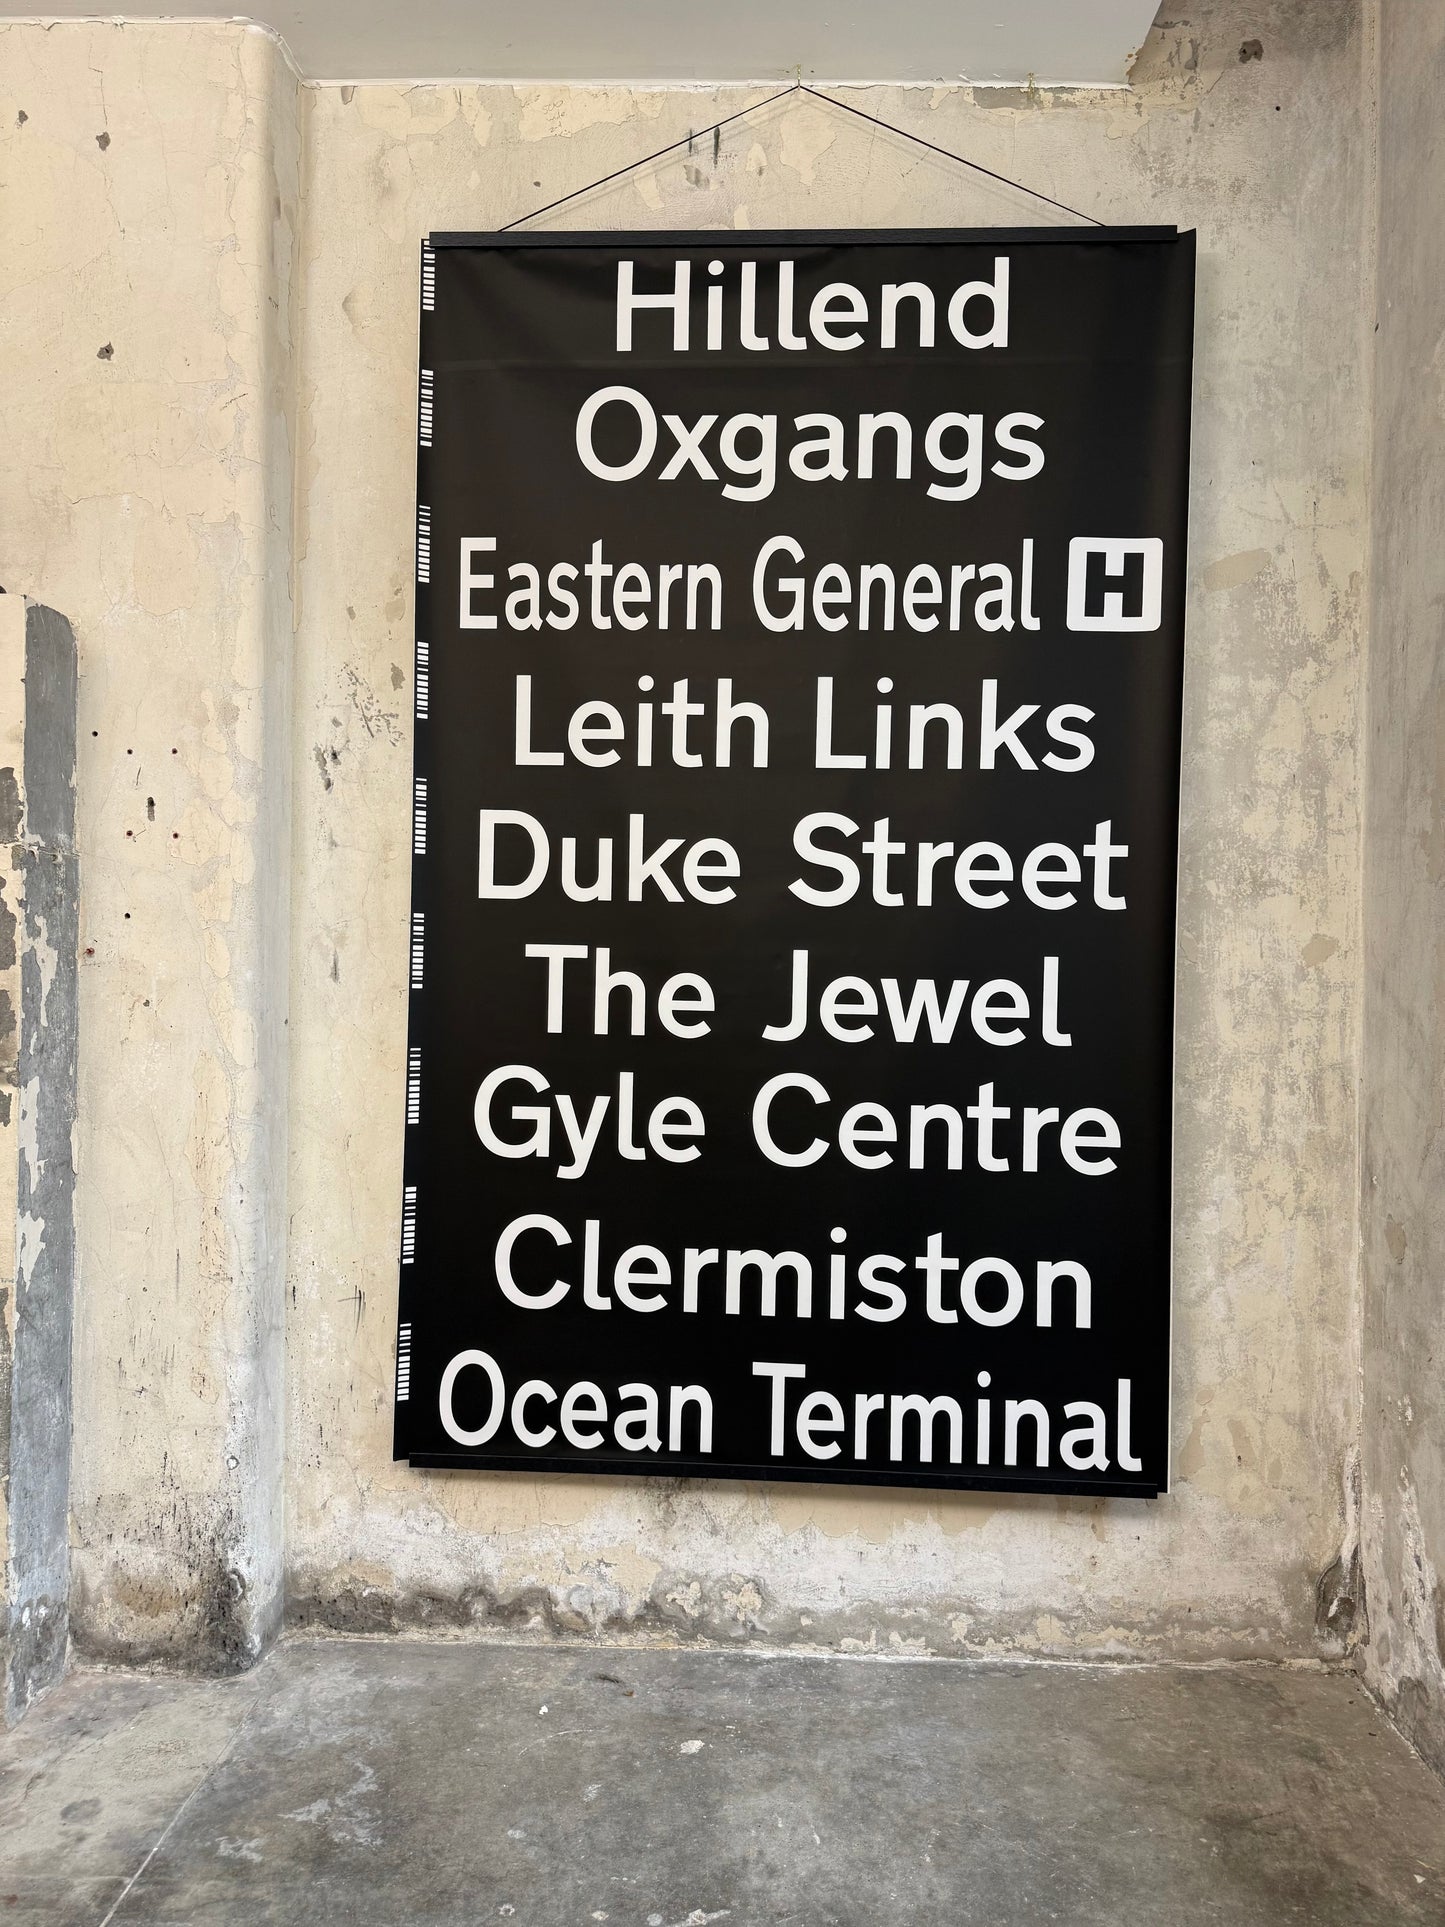 Hillend
Oxgangs
Eastern General H
Leith Links
Duke Street
The Jewel
Gyle Centre
Clermiston
Ocean Terminal